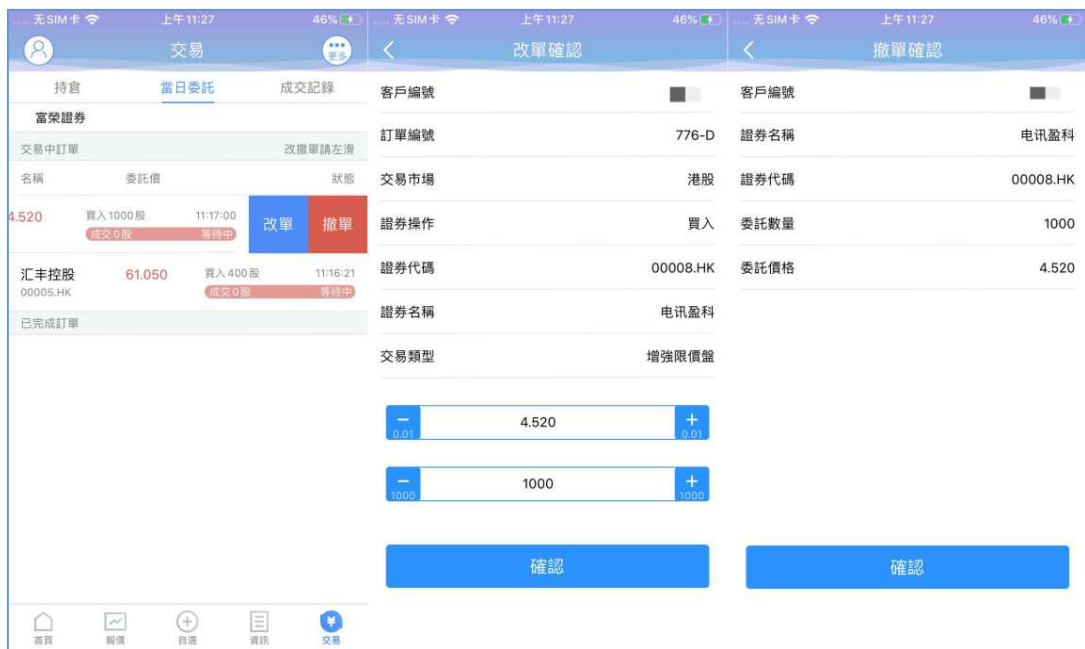 无SIM卡 上午11:27 46%
交易
更多
持倉 當日委託 成交記錄
富榮證券
交易中訂單 改撤單請左滑
名稱 委託價 狀態
4.520 買入1000股 11:17:00 改單 撤單
成交0股 等待中
汇丰控股 61.050 買入400股 11:16:21
00005.HK 成交0股 等待中
已完成訂單
首頁 報價 自選 資訊 交易
无SIM卡 上午11:27 46%
改單確認
客戶編號
訂單編號 776-D
交易市場 港股
證券操作 買入
證券代碼 00008.HK
證券名稱 电讯盈科
交易類型 增強限價盤
− 4.520 +
0.01 0.01
− 1000 +
1000 1000
確認
无SIM卡 上午11:27 46%
撤單確認
客戶編號
證券名稱 电讯盈科
證券代碼 00008.HK
委託數量 1000
委託價格 4.520
確認